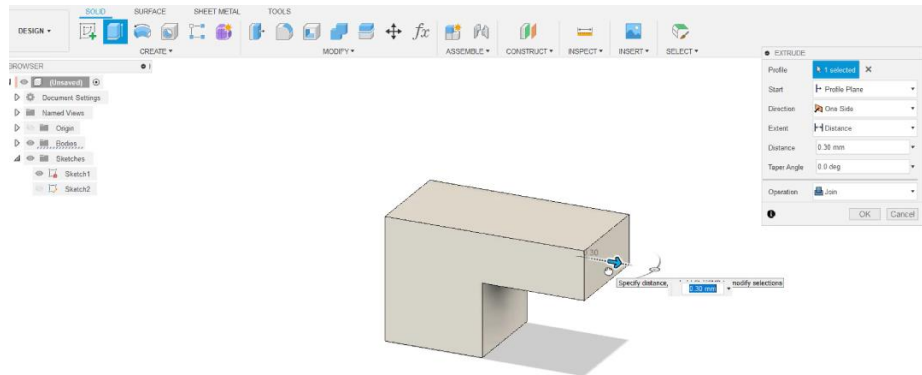 SOLID SURFACE SHEET METAL TOOLS
DESIGN
CREATE MODIFY ASSEMBLE CONSTRUCT INSPECT INSERT SELECT
fx
BROWSER
(Unsaved)
Document Settings
Named Views
Origin
Bodies
Sketches
Sketch1
Sketch2
EXTRUDE
Profile 1 selected
Start Profile Plane
Direction One Side
Extent Distance
Distance 0.30 mm
Taper Angle 0.0 deg
Operation Join
OK Cancel
Specify distance, modify selections
0.30 mm